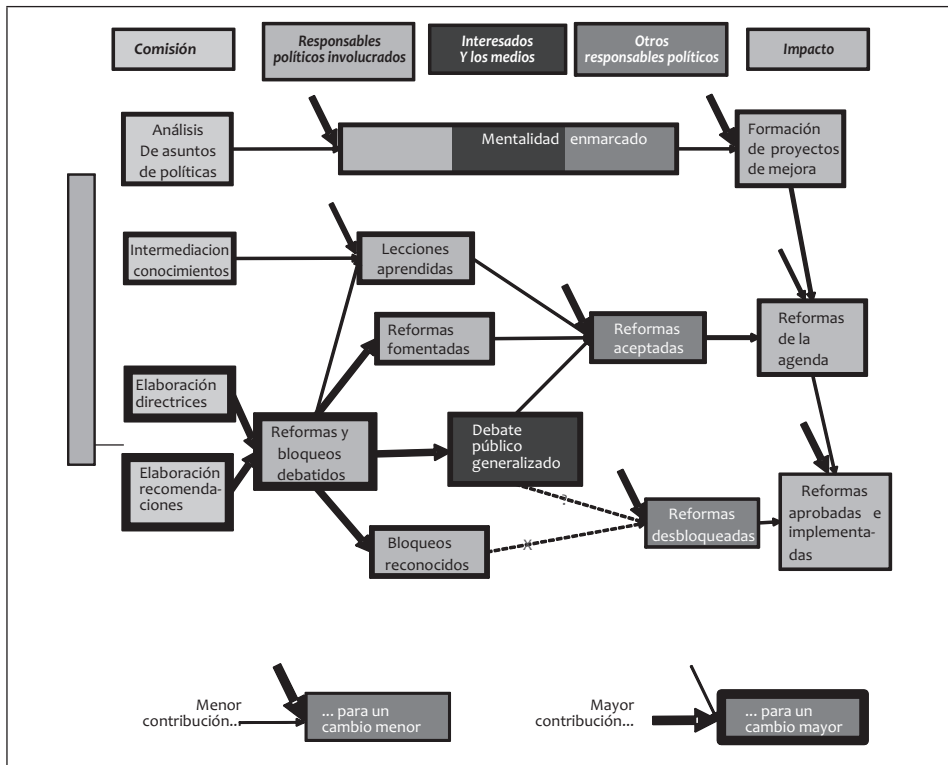 Comisión
Responsables
políticos involucrados
Interesados
Y los medios
Otros
responsables políticos
Impacto
Análisis
De asuntos
de políticas
Mentalidad enmarcado
Formación
de proyectos
de mejora
Intermediacion
conocimientos
Lecciones
aprendidas
Reformas
fomentadas
Reformas
aceptadas
Reformas
de la
agenda
Elaboración
directrices
Reformas y
bloqueos
debatidos
Debate
público
generalizado
Elaboración
recomenda-
ciones
?
Reformas
desbloqueadas
Reformas
aprobadas e
implementa-
das
X
Bloqueos
reconocidos
Menor
contribución...
... para un
cambio menor
Mayor
contribución...
... para un
cambio mayor